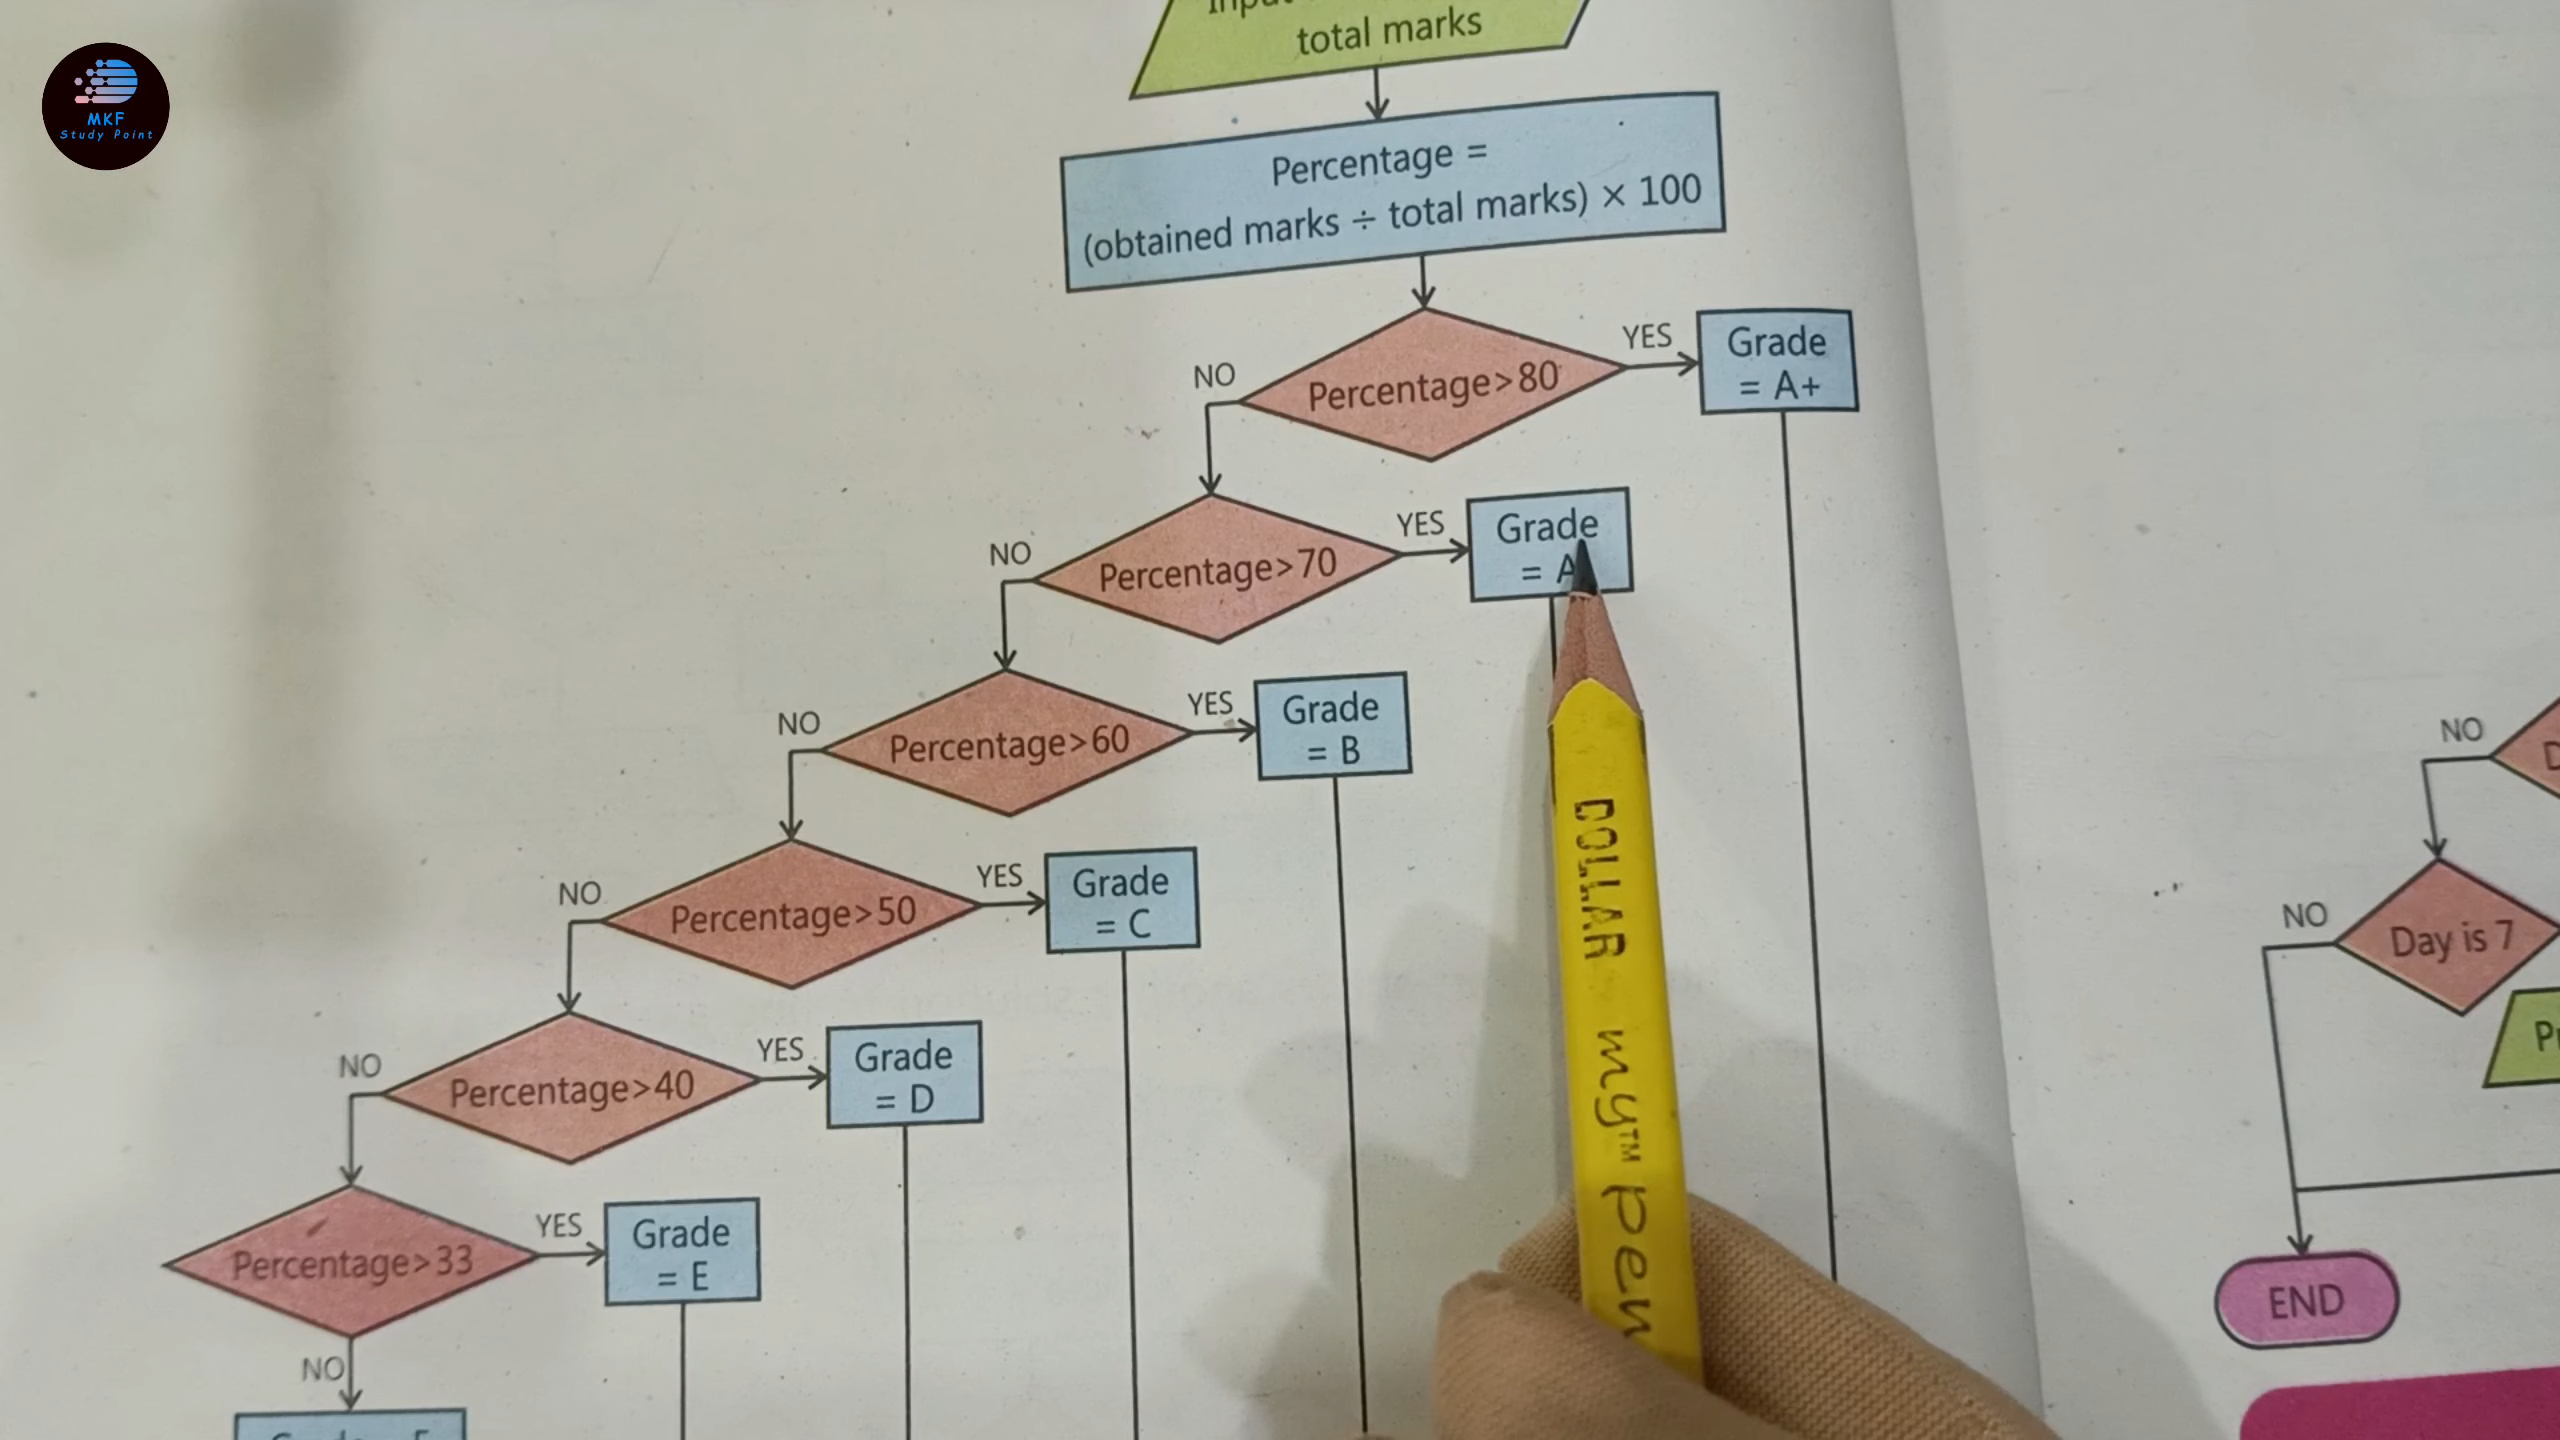 MKF
Study Point
total marks
Percentage =
(obtained marks ÷ total marks) × 100
Percentage>80
YES
NO
Grade
= A+
Percentage>70
YES
NO
Grade
= A
Percentage>60
YES
NO
Grade
= B
Percentage>50
YES
NO
Grade
= C
Percentage>40
YES
NO
Grade
= D
Percentage>33
YES
NO
Grade
= E
DOLLAR my™ pen
NO
NO
Day is 7
END